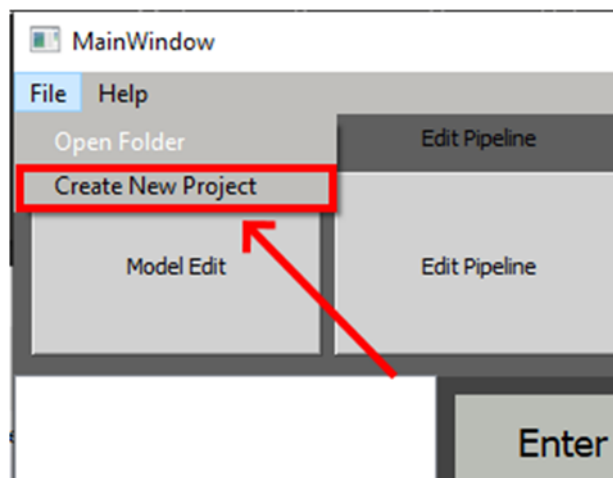 MainWindow
File Help
Open Folder
Edit Pipeline
Create New Project
Model Edit
Edit Pipeline
Enter